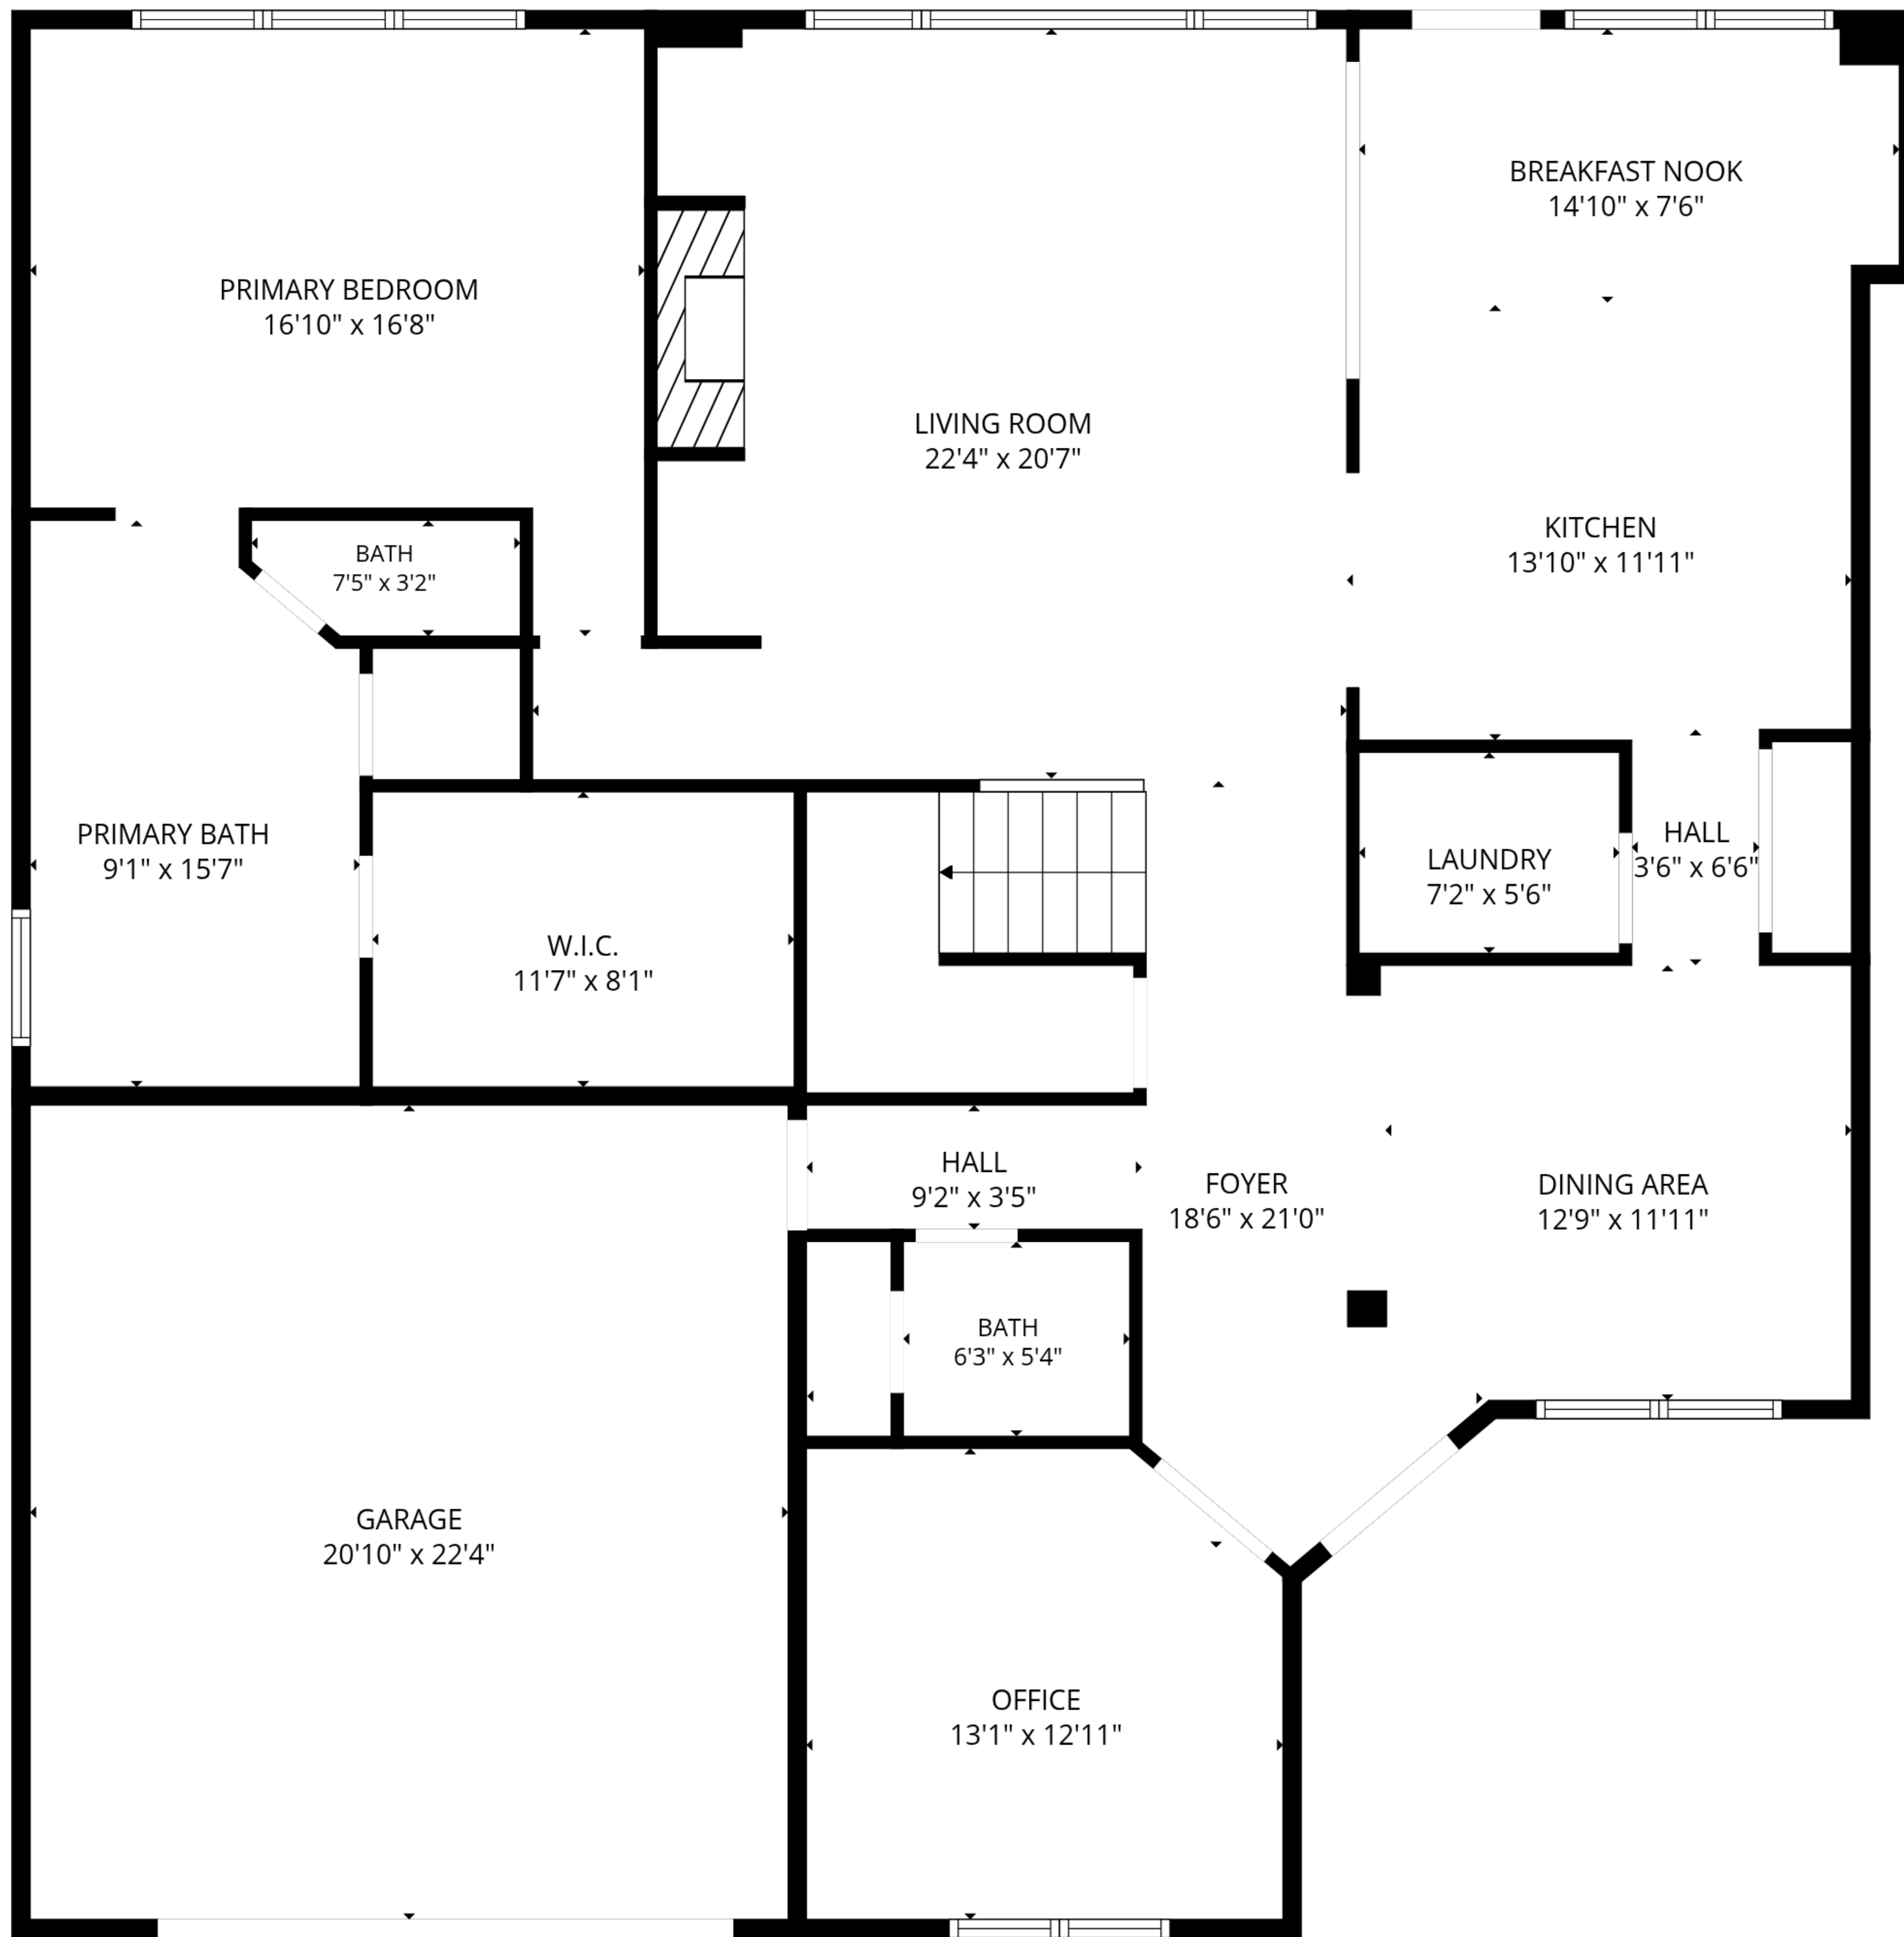 BREAKFAST NOOK
14'10" x 7'6"
PRIMARY BEDROOM
16'10" x 16'8"
LIVING ROOM
22'4" x 20'7"
KITCHEN
13'10" x 11'11"
BATH
7'5" x 3'2"
PRIMARY BATH
9'1" x 15'7"
HALL
3'6" x 6'6"
LAUNDRY
7'2" x 5'6"
W.I.C.
11'7" x 8'1"
HALL
9'2" x 3'5"
FOYER
18'6" x 21'0"
DINING AREA
12'9" x 11'11"
BATH
6'3" x 5'4"
GARAGE
20'10" x 22'4"
OFFICE
13'1" x 12'11"